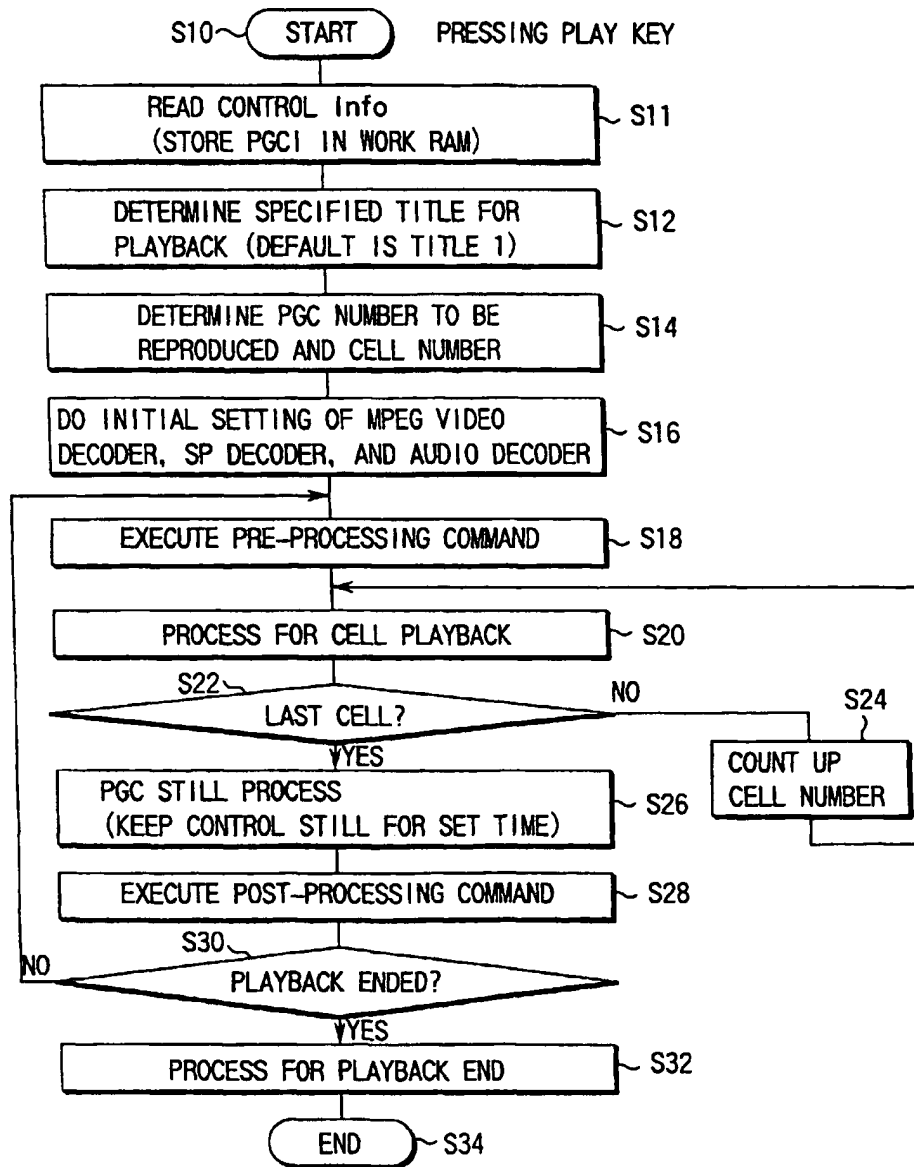 S10 START PRESSING PLAY KEY
READ CONTROL Info
(STORE PGCI IN WORK RAM)
S11
DETERMINE SPECIFIED TITLE FOR
PLAYBACK (DEFAULT IS TITLE 1)
S12
DETERMINE PGC NUMBER TO BE
REPRODUCED AND CELL NUMBER
S14
DO INITIAL SETTING OF MPEG VIDEO
DECODER, SP DECODER, AND AUDIO DECODER
S16
EXECUTE PRE-PROCESSING COMMAND
S18
PROCESS FOR CELL PLAYBACK
S20
S22
LAST CELL?
NO
YES
S24
COUNT UP
CELL NUMBER
PGC STILL PROCESS
(KEEP CONTROL STILL FOR SET TIME)
S26
EXECUTE POST-PROCESSING COMMAND
S28
S30
PLAYBACK ENDED?
NO
YES
PROCESS FOR PLAYBACK END
S32
END
S34